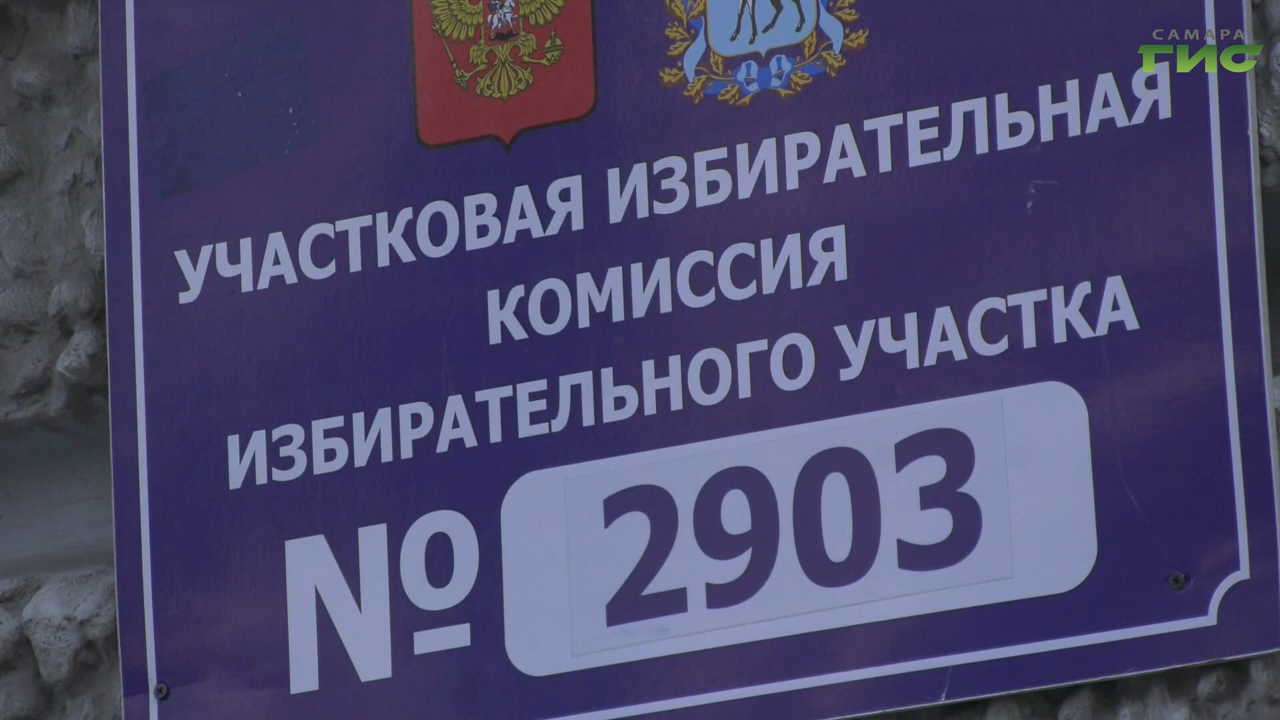 САМАРА
ГИС
УЧАСТКОВАЯ ИЗБИРАТЕЛЬНАЯ
КОМИССИЯ
ИЗБИРАТЕЛЬНОГО УЧАСТКА
№ 2903